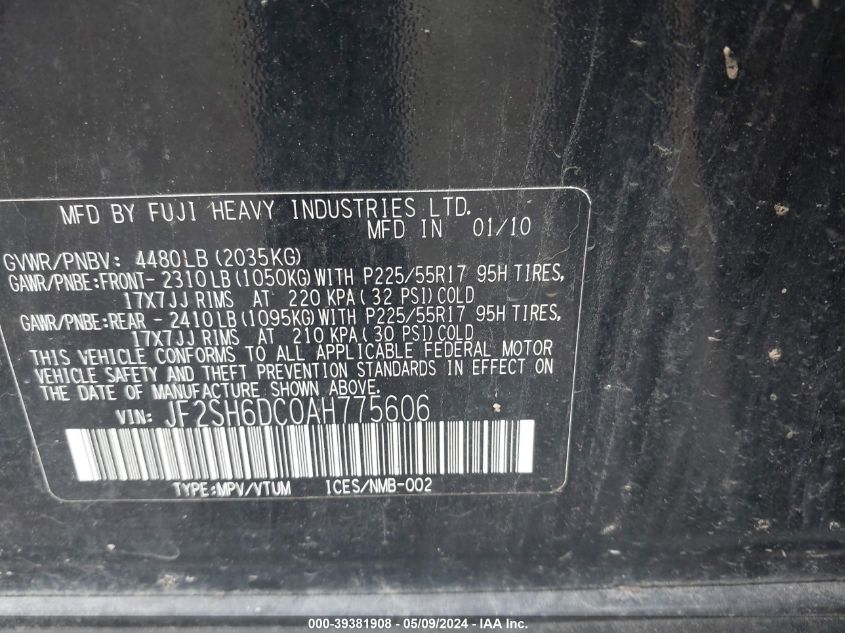 MFD BY FUJI HEAVY INDUSTRIES LTD.
MFD IN 01/10
GVWR/PNBV: 4480LB(2035KG)
GAWR/PNBE:FRONT- 2310LB(1050KG)WITH P225/55R17 95H TIRES,
17X7JJ RIMS AT 220 KPA(32 PSI)COLD
GAWR/PNBE:REAR - 2410LB(1095KG)WITH P225/55R17 95H TIRES,
17X7JJ RIMS AT 210 KPA(30 PSI)COLD
THIS VEHICLE CONFORMS TO ALL APPLICABLE FEDERAL MOTOR
VEHICLE SAFETY AND THEFT PREVENTION STANDARDS IN EFFECT ON
THE DATE OF MANUFACTURE SHOWN ABOVE.
VIN: JF2SH6DC0AH775606
TYPE:MPV/VTUM ICES/NMB-002
000-39381908 - 05/09/2024 - © IAA, Inc.